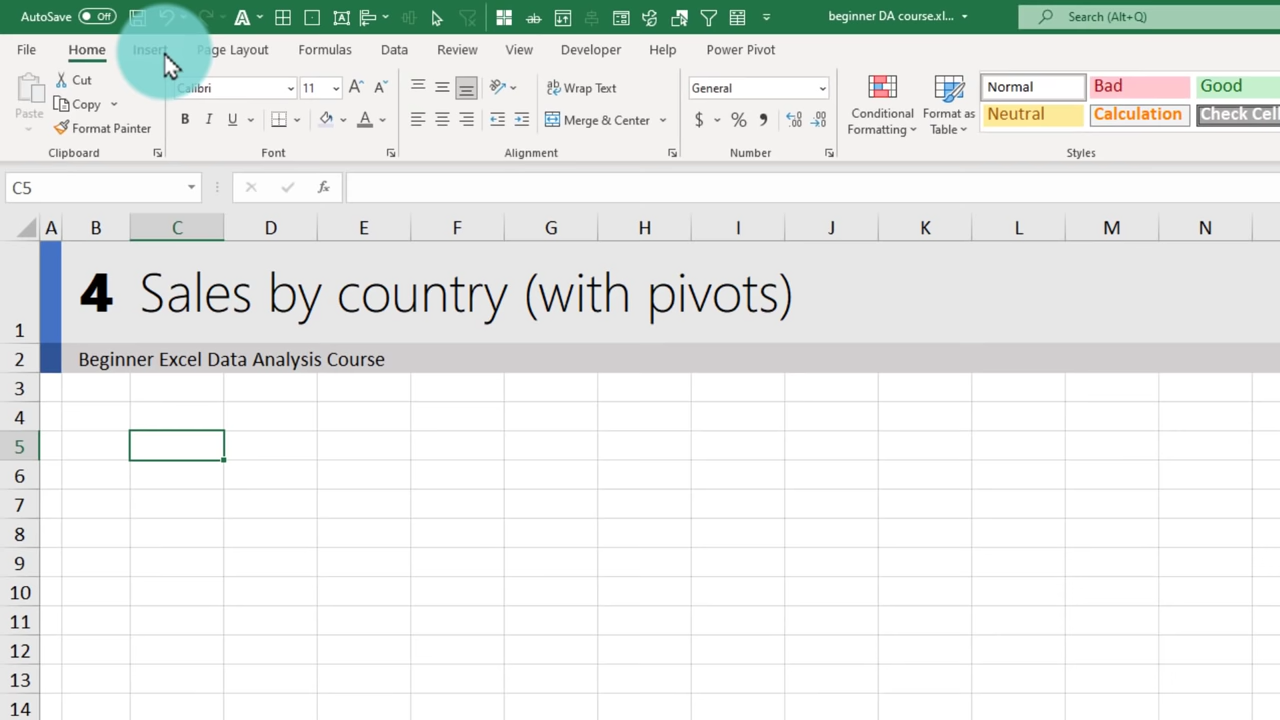 AutoSave Off beginner DA course.xl... Search (Alt+Q)
File Home Insert Page Layout Formulas Data Review View Developer Help Power Pivot
Cut
Copy
Format Painter
Paste
Clipboard
Calibri 11
B I U
Font
Wrap Text
Merge & Center
Alignment
General
$ %
Number
Conditional
Formatting
Format as
Table
Normal Bad Good
Neutral Calculation Check Cell
Styles
C5 fx
A B C D E F G H I J K L M N
1 4 Sales by country (with pivots)
2 Beginner Excel Data Analysis Course
3
4
5
6
7
8
9
10
11
12
13
14